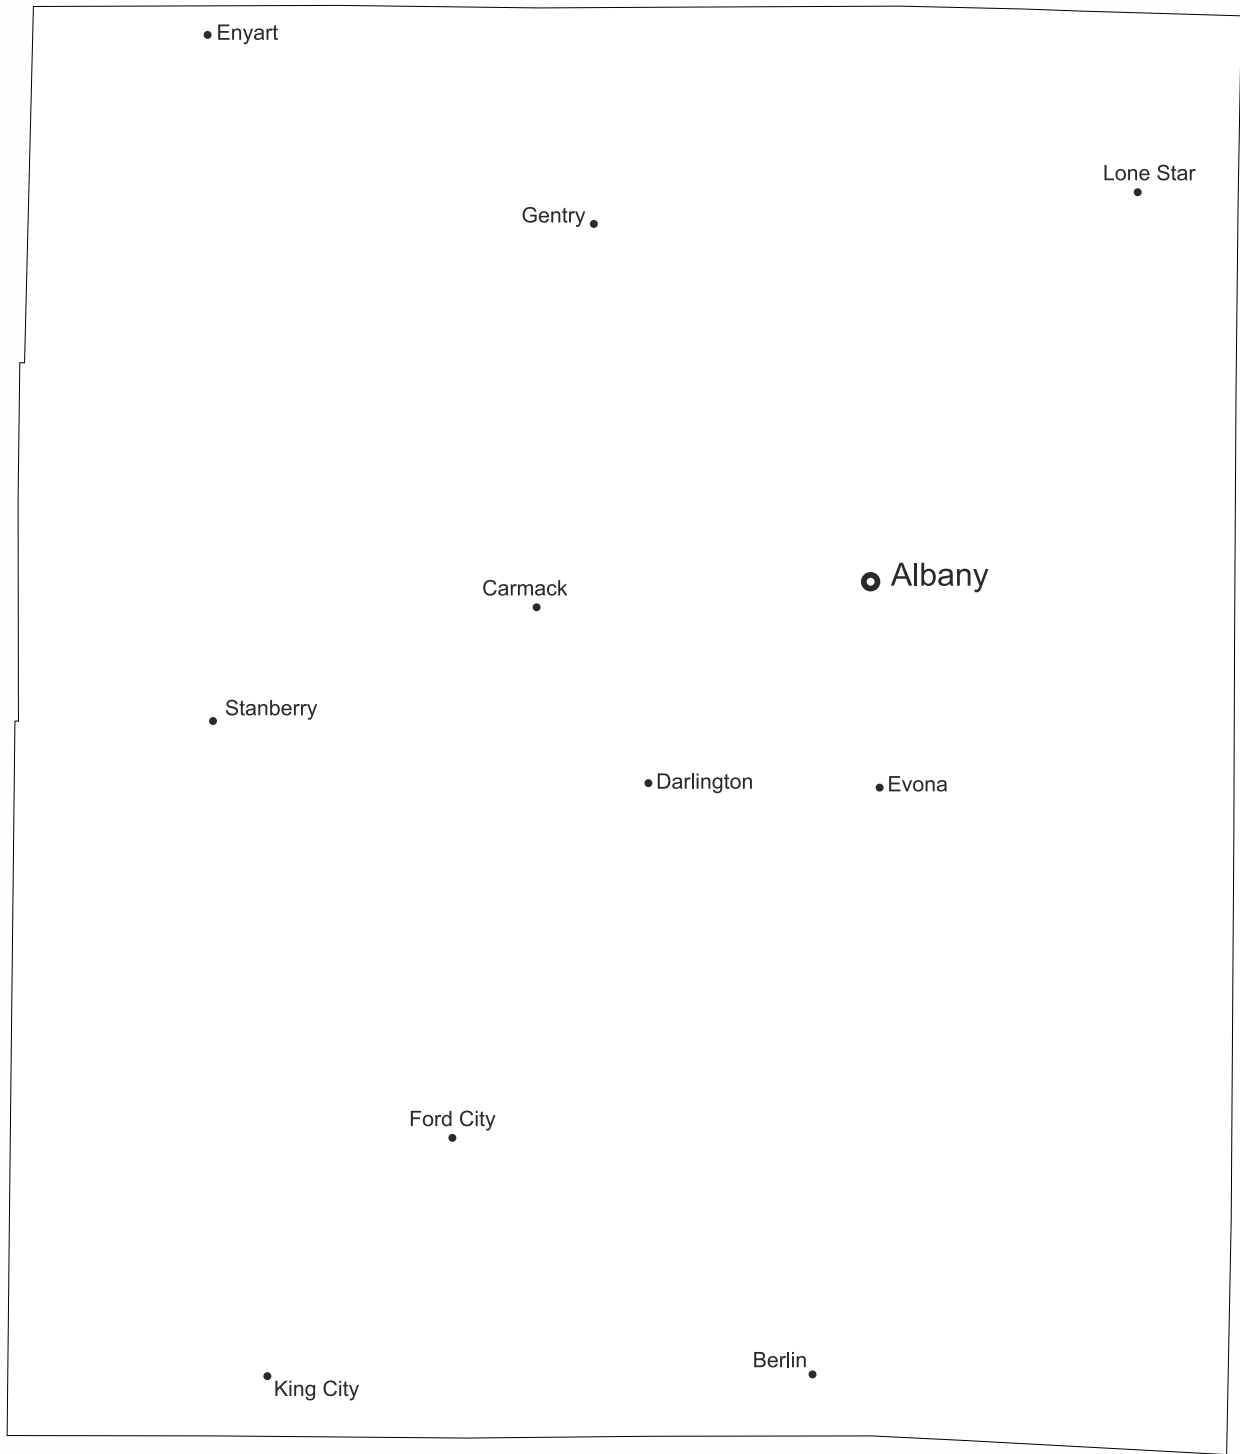 Enyart
Lone Star
Gentry
Albany
Carmack
Stanberry
Darlington
Evona
Ford City
Berlin
King City